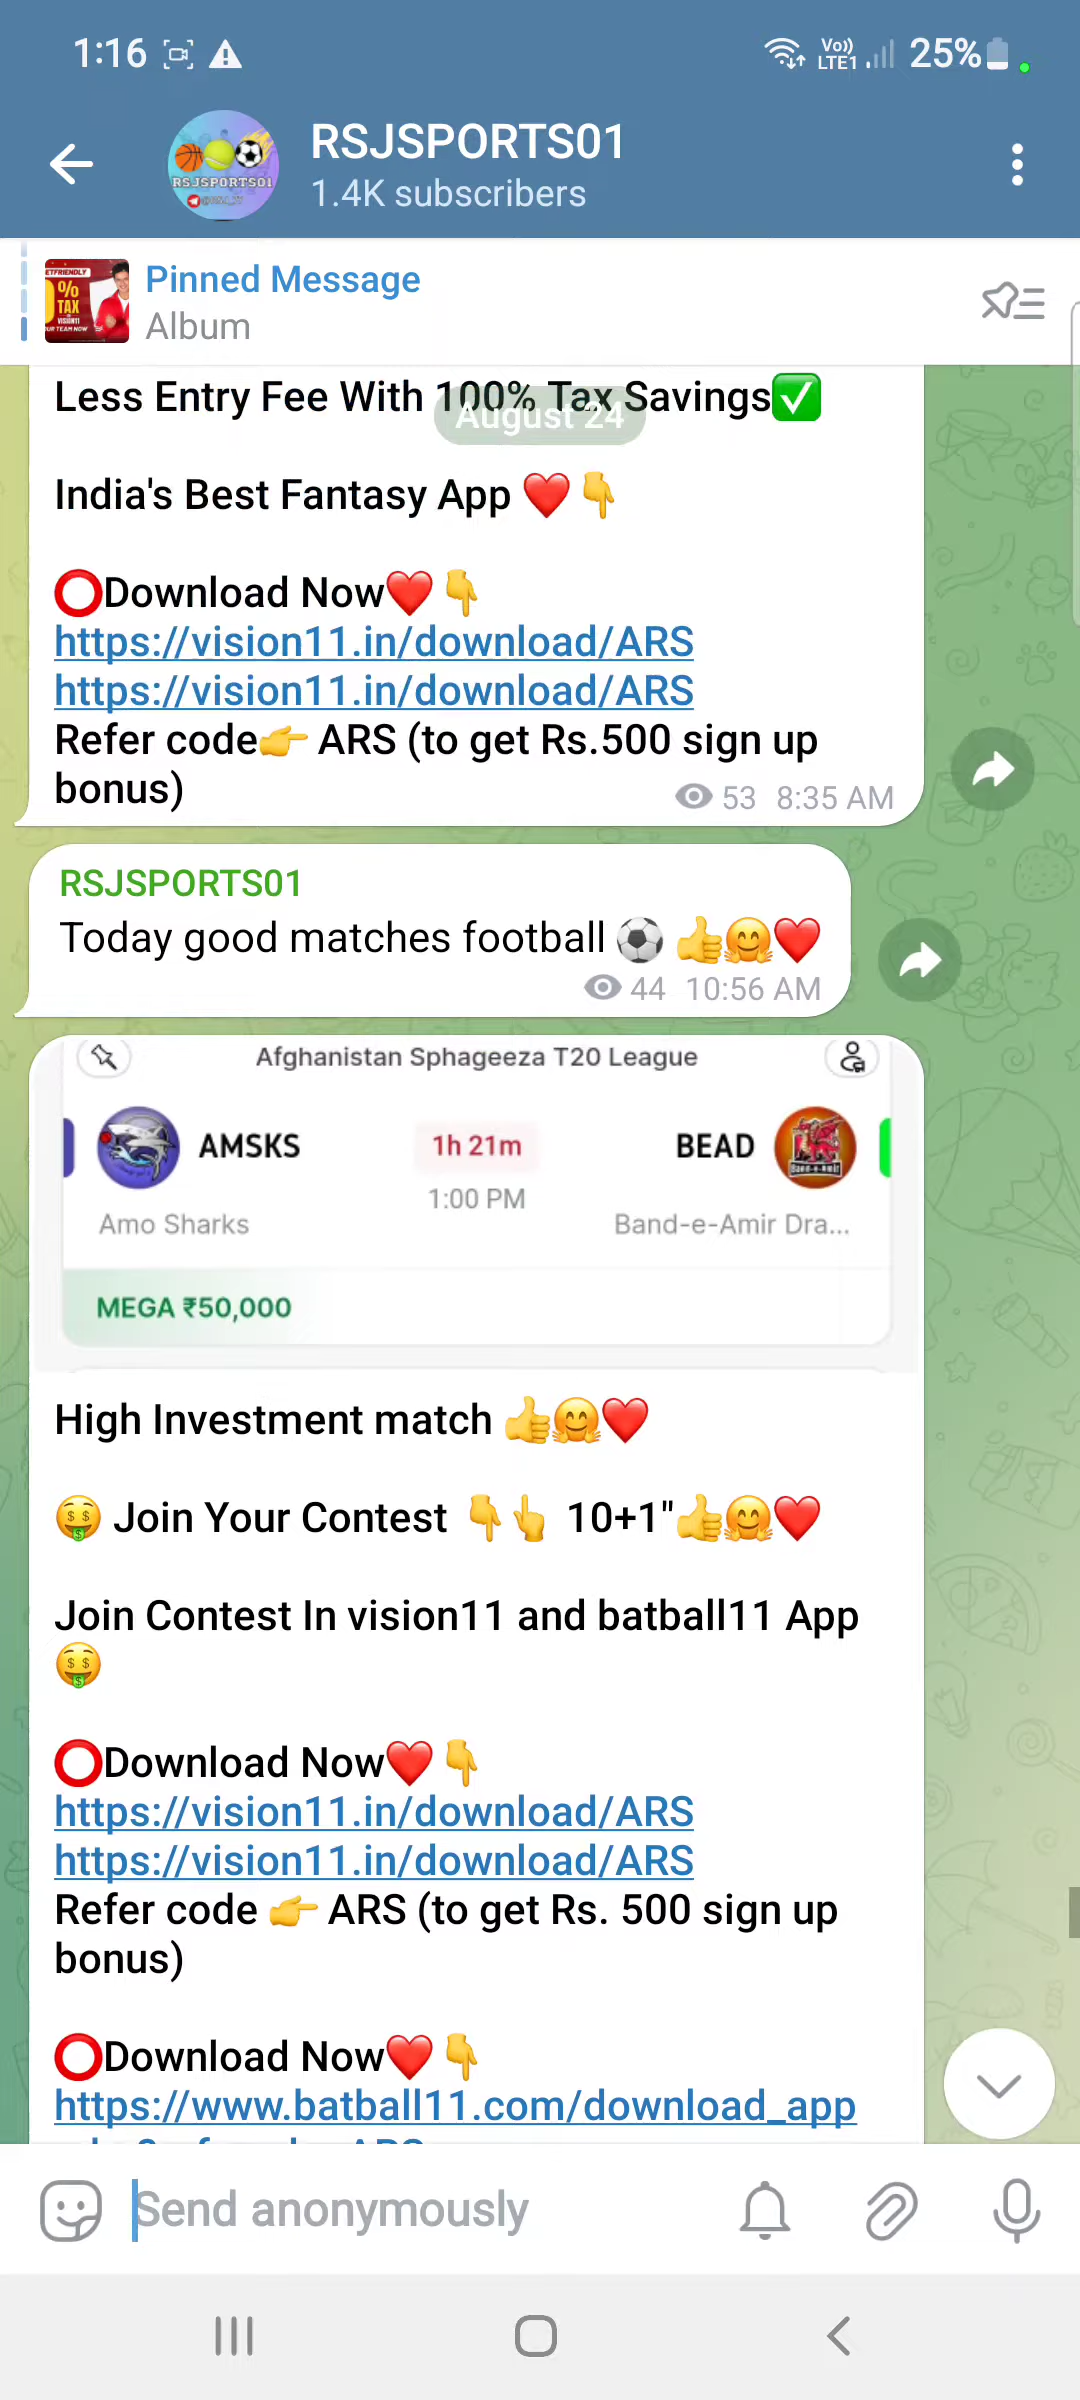 1:16
Vo)) LTE1 25%
RSJSPORTS01
1.4K subscribers
RSJSPORTS01
ETFRIENDLY
%
TAX
VISION11
UR TEAM NOW
Pinned Message
Album
Less Entry Fee With 100% Tax Savings✅
August 24
India's Best Fantasy App ❤️👇
⭕Download Now❤️👇
https://vision11.in/download/ARS
https://vision11.in/download/ARS
Refer code👉 ARS (to get Rs.500 sign up
bonus)
53 8:35 AM
RSJSPORTS01
Today good matches football ⚽ 👍🤗❤️
44 10:56 AM
Afghanistan Sphageeza T20 League
AMSKS
1h 21m
BEAD
1:00 PM
Amo Sharks
Band-e-Amir Dra...
MEGA ₹50,000
High Investment match 👍🤗❤️
🤑 Join Your Contest 👇👆 10+1"👍🤗❤️
Join Contest In vision11 and batball11 App
🤑
⭕Download Now❤️👇
https://vision11.in/download/ARS
https://vision11.in/download/ARS
Refer code 👉 ARS (to get Rs. 500 sign up
bonus)
⭕Download Now❤️👇
https://www.batball11.com/download_app
Send anonymously